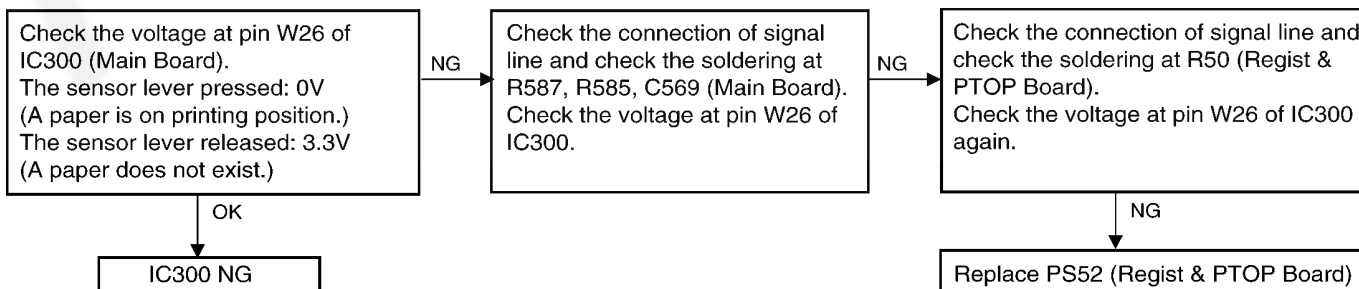 Check the voltage at pin W26 of
IC300 (Main Board).
The sensor lever pressed: 0V
(A paper is on printing position.)
The sensor lever released: 3.3V
(A paper does not exist.)
NG
Check the connection of signal
line and check the soldering at
R587, R585, C569 (Main Board).
Check the voltage at pin W26 of
IC300.
NG
Check the connection of signal line and
check the soldering at R50 (Regist &
PTOP Board).
Check the voltage at pin W26 of IC300
again.
OK
NG
IC300 NG
Replace PS52 (Regist & PTOP Board)